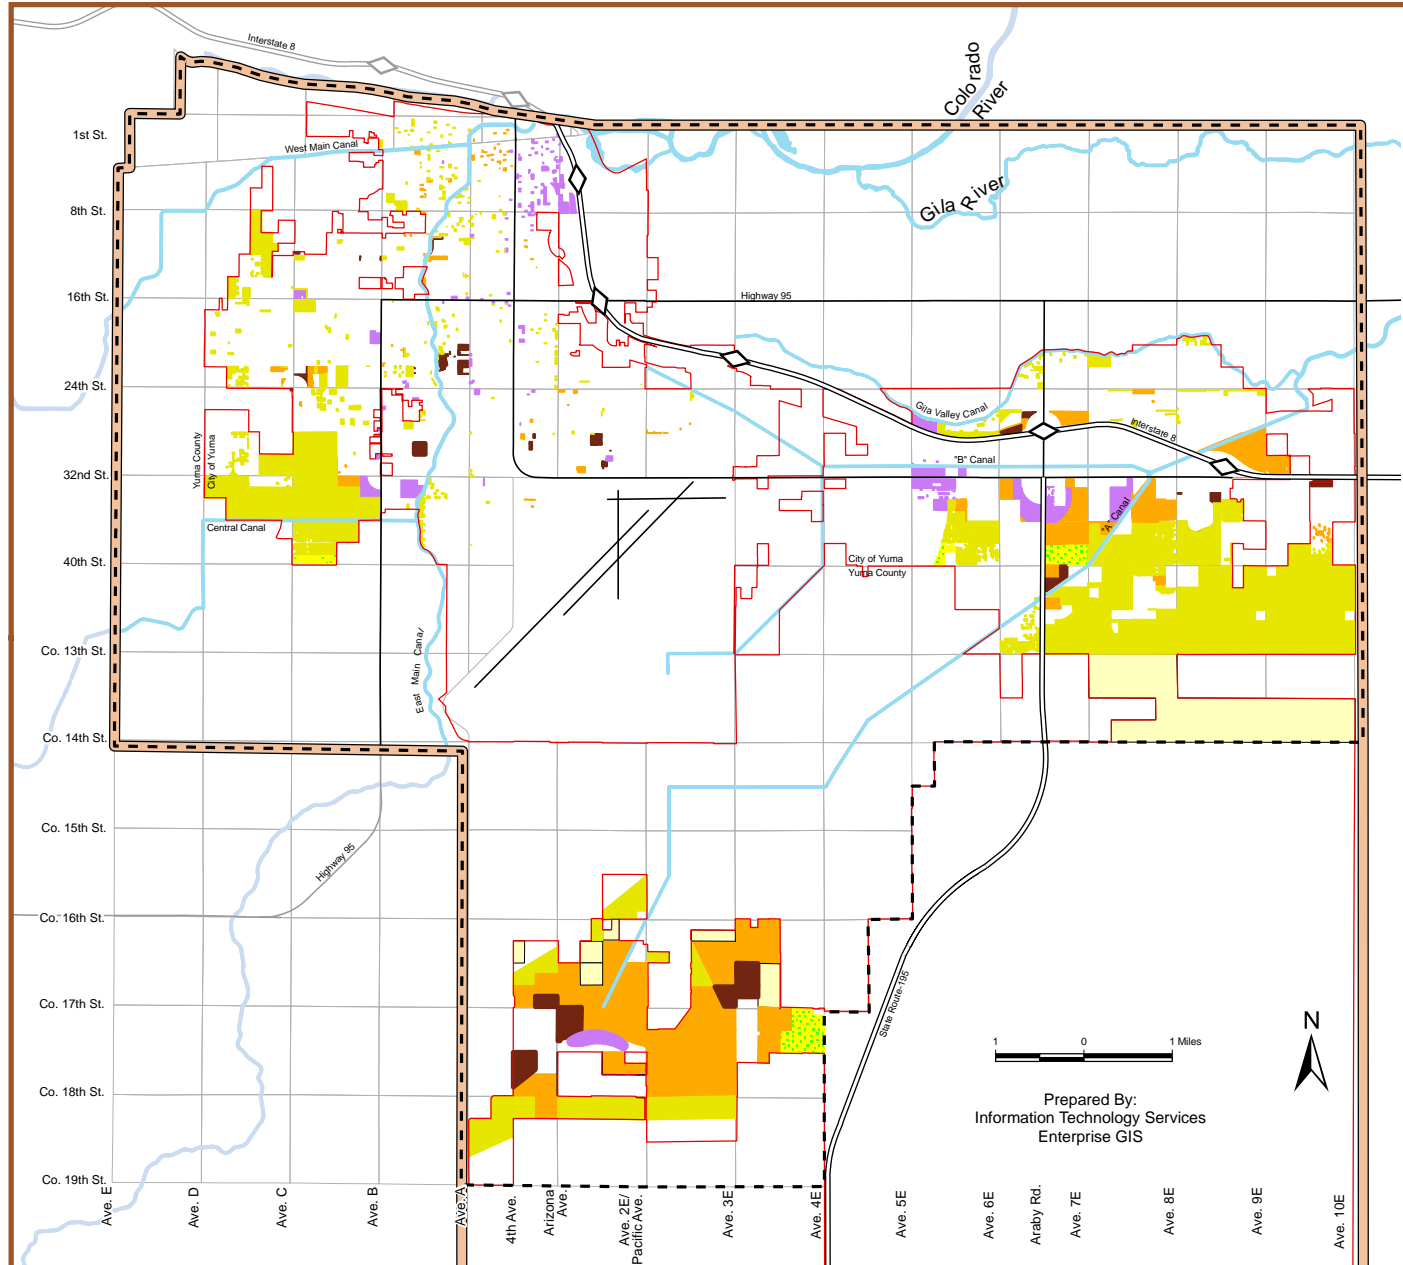 Interstate 8
Colorado
River
1st St.
West Main Canal
Gila
River
8th St.
16th St.
Highway 95
24th St.
Gila Valley Canal
Interstate 8
Yuma County
City of Yuma
"B" Canal
32nd St.
"A" Canal
Central Canal
40th St.
City of Yuma
Yuma County
Co. 13th St.
East Main Canal
Co. 14th St.
Co. 15th St.
Highway 95
Co. 16th St.
State Route-195
Co. 17th St.
N
1 0 1 Miles
Co. 18th St.
Prepared By:
Information Technology Services
Enterprise GIS
Co. 19th St.
Ave. E
Ave. D
Ave. C
Ave. B
Ave. A
4th Ave.
Arizona
Ave.
Ave. 2E/
Pacific Ave.
Ave. 3E
Ave. 4E
Ave. 5E
Ave. 6E
Araby Rd.
Ave. 7E
Ave. 8E
Ave. 9E
Ave. 10E